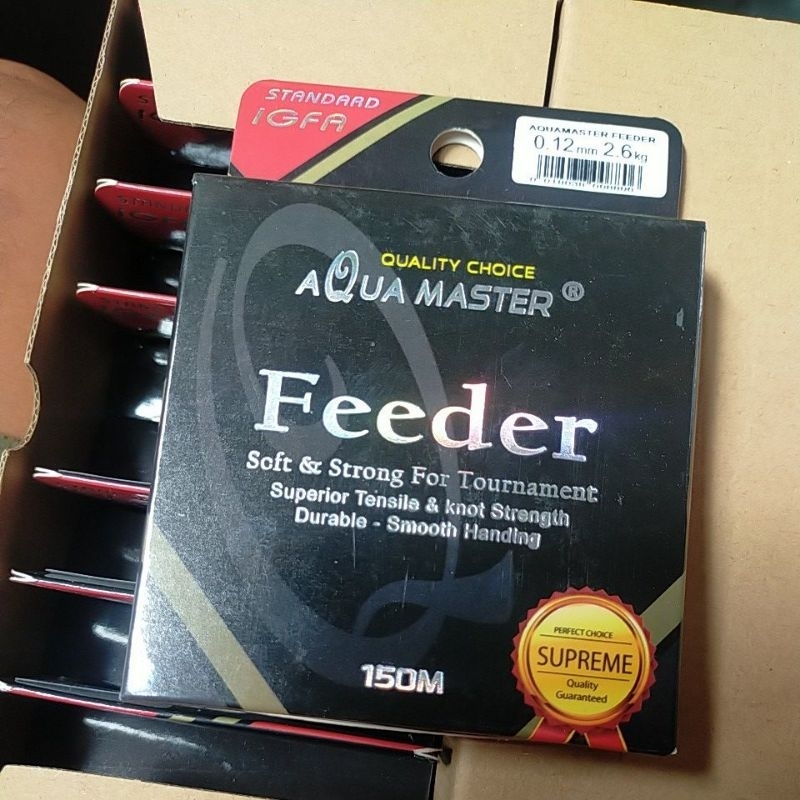 STANDARD
iGFA
AQUAMASTER FEEDER
0.12mm 2.6kg
QUALITY CHOICE
AQUA MASTER®
Feeder
Soft & Strong For Tournament
Superior Tensile & knot Strength
Durable - Smooth Handing
150M
PERFECT CHOICE
SUPREME
Quality
Guaranteed